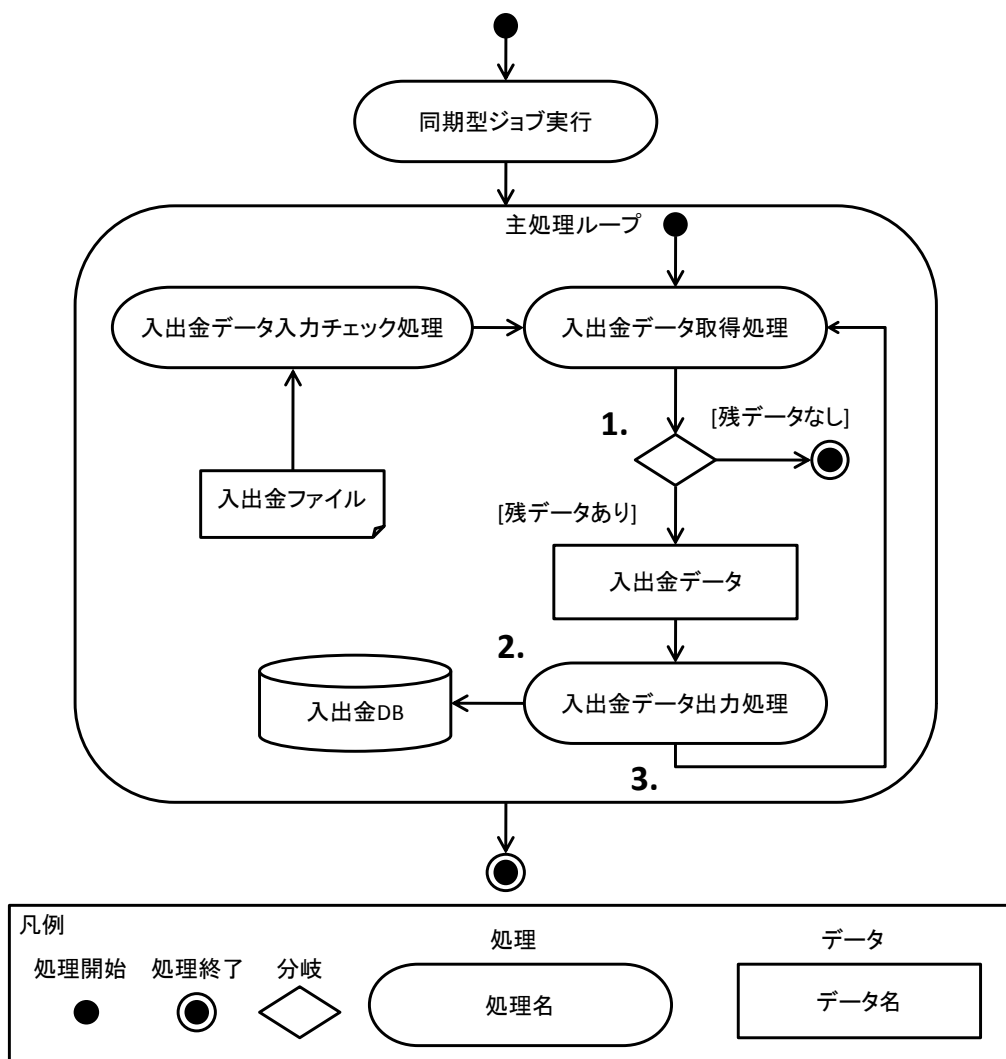 同期型ジョブ実行
主処理ループ
入出金データ入力チェック処理
入出金データ取得処理
1.
[残データなし]
入出金ファイル
[残データあり]
入出金データ
2.
入出金DB
入出金データ出力処理
3.
凡例
処理開始
処理終了
分岐
処理
処理名
データ
データ名